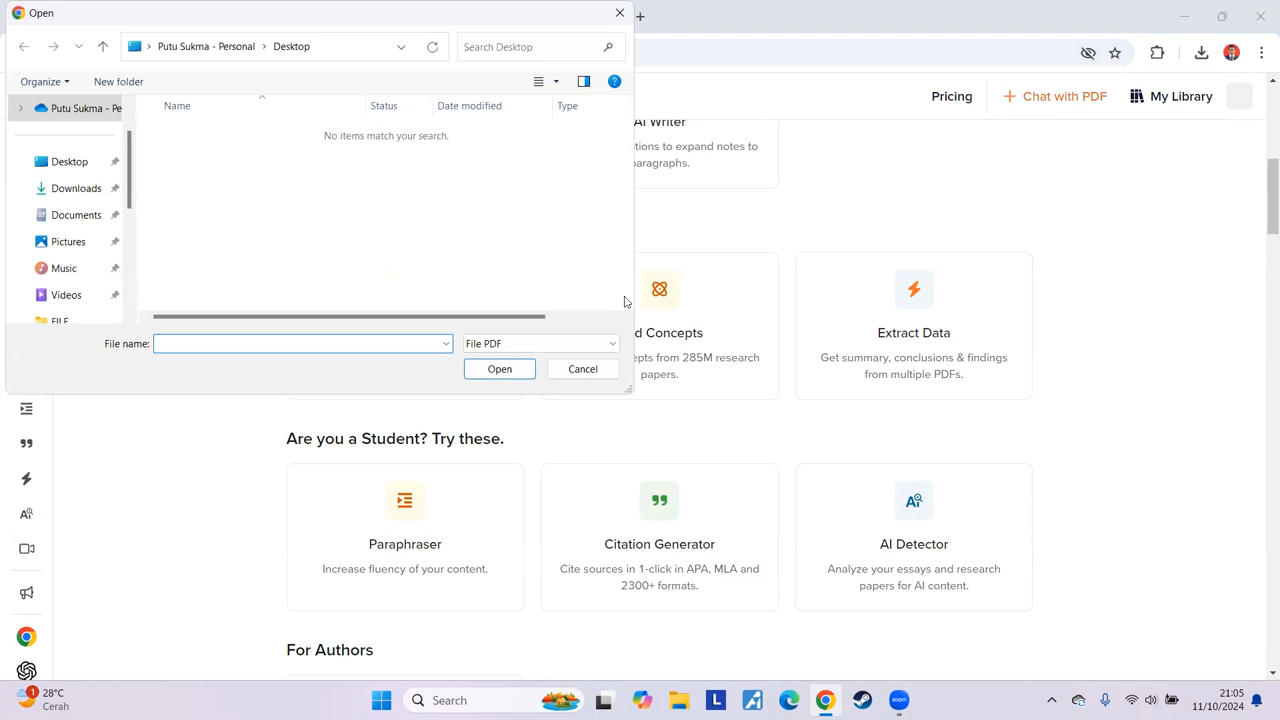 Open
Putu Sukma - Personal
Desktop
Search Desktop
Organize
New folder
Putu Sukma - Pe
Name
Status
Date modified
Type
No items match your search.
Desktop
Downloads
Documents
Pictures
Music
Videos
FILE
File name:
File PDF
Open
Cancel
Pricing
Chat with PDF
My Library
AI Writer
ctions to expand notes to
paragraphs.
d Concepts
epts from 285M research
papers.
Extract Data
Get summary, conclusions & findings
from multiple PDFs.
Are you a Student? Try these.
Paraphraser
Increase fluency of your content.
Citation Generator
Cite sources in 1-click in APA, MLA and
2300+ formats.
AI Detector
Analyze your essays and research
papers for AI content.
For Authors
1
28°C
Cerah
Search
zoom
21:05
11/10/2024